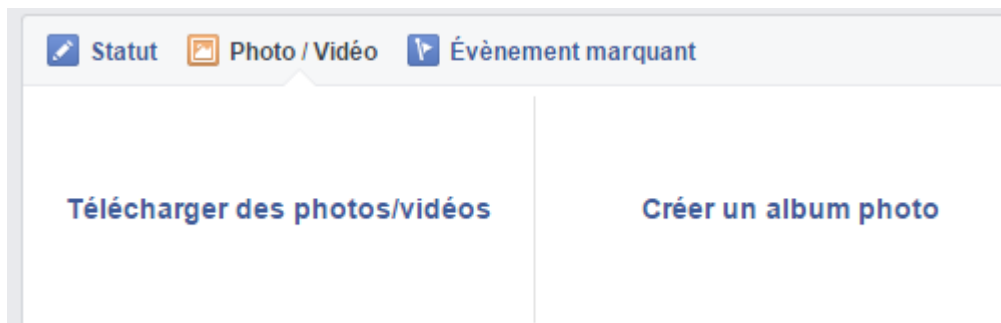 Statut Photo / Vidéo Évènement marquant
Télécharger des photos/vidéos Créer un album photo